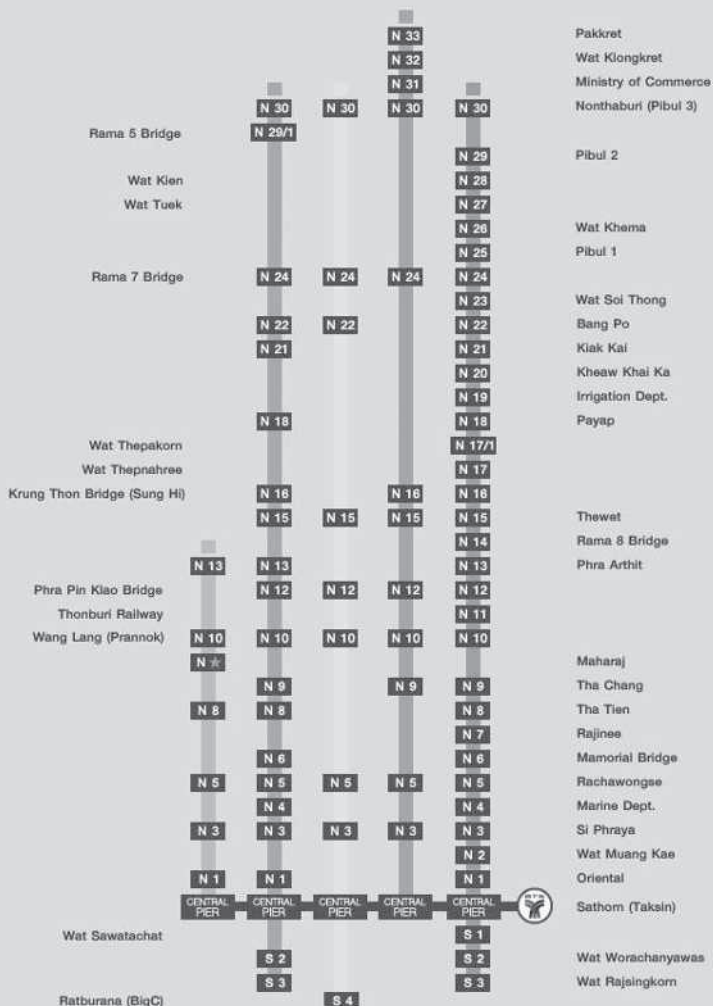 N 33 Pakkret
N 32 Wat Klongkret
N 31 Ministry of Commerce
N 30 N 30 N 30 N 30 Nonthaburi (Pibul 3)
Rama 5 Bridge N 29/1
N 29 Pibul 2
Wat Kien N 28
Wat Tuek N 27
N 26 Wat Khema
N 25 Pibul 1
Rama 7 Bridge N 24 N 24 N 24 N 24
N 23 Wat Soi Thong
N 22 N 22 N 22 Bang Po
N 21 N 21 Kiak Kai
N 20 Kheaw Khai Ka
N 19 Irrigation Dept.
N 18 N 18 Payap
Wat Thepakorn N 17/1
Wat Thepnahree N 17
Krung Thon Bridge (Sung Hi) N 16 N 16 N 16
N 15 N 15 N 15 N 15 Thewet
N 14 Rama 8 Bridge
N 13 N 13 N 13 Phra Arthit
Phra Pin Klao Bridge N 12 N 12 N 12 N 12
Thonburi Railway N 11
Wang Lang (Prannok) N 10 N 10 N 10 N 10 N 10
N ★ Maharaj
N 9 N 9 N 9 Tha Chang
N 8 N 8 N 8 Tha Tien
N 7 Rajinee
N 6 N 6 Mamorial Bridge
N 5 N 5 N 5 N 5 N 5 Rachawongse
N 4 N 4 Marine Dept.
N 3 N 3 N 3 N 3 N 3 Si Phraya
N 2 Wat Muang Kae
N 1 N 1 N 1 Oriental
CENTRAL PIER CENTRAL PIER CENTRAL PIER CENTRAL PIER CENTRAL PIER BTS Sathorn (Taksin)
Wat Sawatachat S 1
S 2 S 2 Wat Worachanyawas
S 3 S 3 Wat Rajsingkorn
Ratburana (BigC) S 4